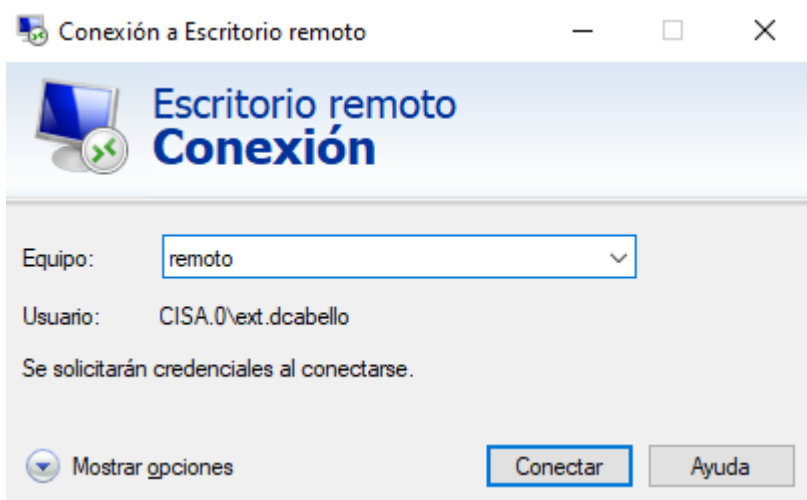 Conexión a Escritorio remoto
Escritorio remoto
Conexión
Equipo: remoto
Usuario: CISA.0\ext.dcabello
Se solicitarán credenciales al conectarse.
Mostrar opciones Conectar Ayuda